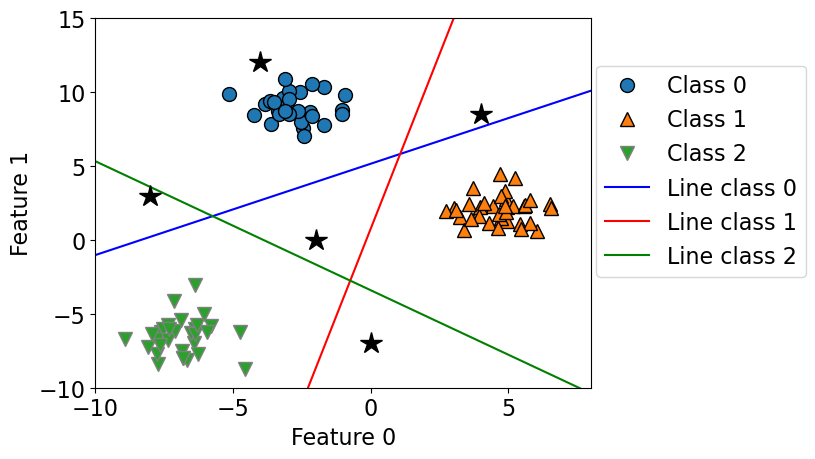 15
10
5
0
−5
−10
Feature 1
−10
−5
0
5
Feature 0
Class 0
Class 1
Class 2
Line class 0
Line class 1
Line class 2